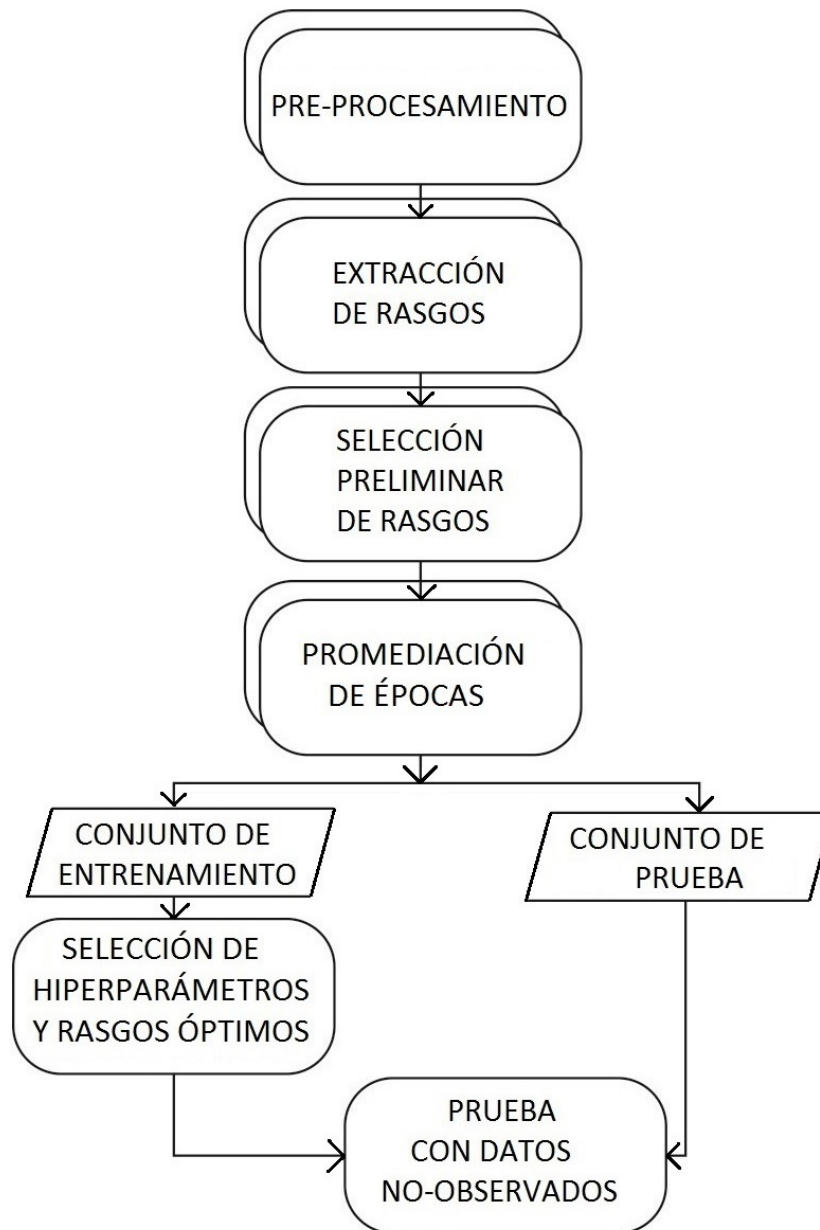 PRE-PROCESAMIENTO
EXTRACCIÓN
DE RASGOS
SELECCIÓN
PRELIMINAR
DE RASGOS
PROMEDIACIÓN
DE ÉPOCAS
CONJUNTO DE
ENTRENAMIENTO
CONJUNTO DE
PRUEBA
SELECCIÓN DE
HIPERPARÁMETROS
Y RASGOS ÓPTIMOS
PRUEBA
CON DATOS
NO-OBSERVADOS